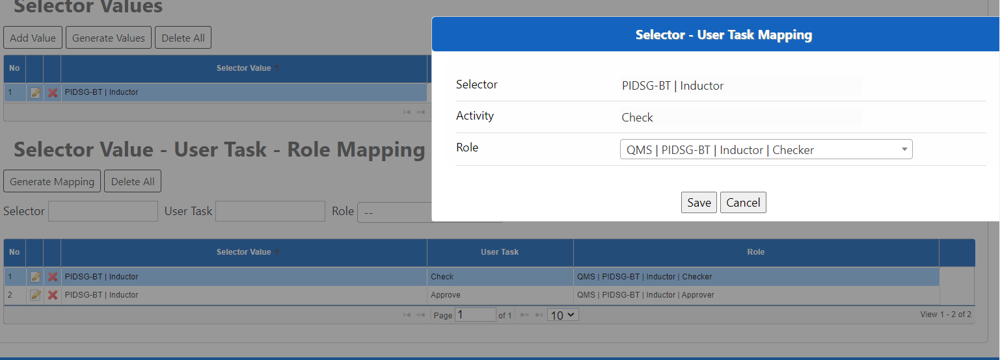 Selector Values
Add Value Generate Values Delete All
No Selector Value
1 PIDSG-BT | Inductor
Selector - User Task Mapping
Selector PIDSG-BT | Inductor
Activity Check
Role QMS | PIDSG-BT | Inductor | Checker
Save Cancel
Selector Value - User Task - Role Mapping
Generate Mapping Delete All
Selector User Task Role --
No Selector Value User Task Role
1 PIDSG-BT | Inductor Check QMS | PIDSG-BT | Inductor | Checker
2 PIDSG-BT | Inductor Approve QMS | PIDSG-BT | Inductor | Approver
Page 1 of 1 10 View 1 - 2 of 2